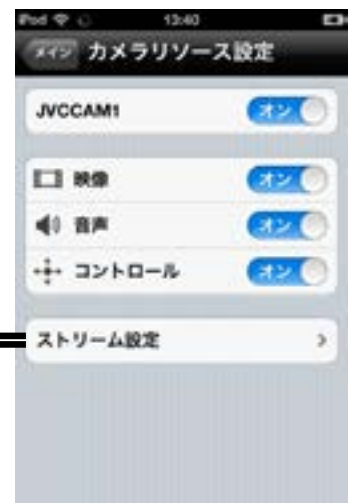 iPod 13:40
メイン カメラリソース設定
JVCCAM1 オン
映像 オン
音声 オン
コントロール オン
ストリーム設定